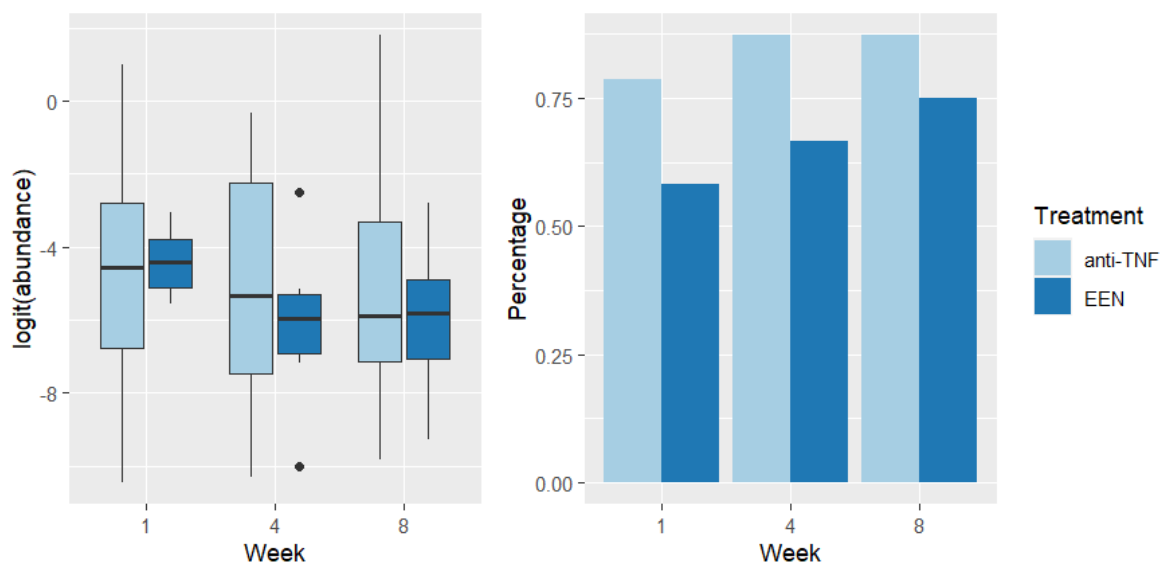 logit(abundance)
0
-4
-8
1 4 8
Week
Percentage
0.75
0.50
0.25
0.00
1 4 8
Week
Treatment
anti-TNF
EEN